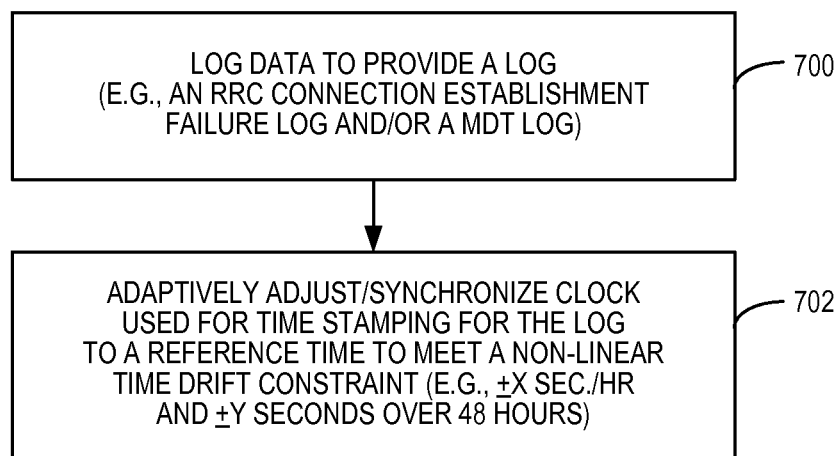 LOG DATA TO PROVIDE A LOG
(E.G., AN RRC CONNECTION ESTABLISHMENT
FAILURE LOG AND/OR A MDT LOG)
700
ADAPTIVELY ADJUST/SYNCHRONIZE CLOCK
USED FOR TIME STAMPING FOR THE LOG
TO A REFERENCE TIME TO MEET A NON-LINEAR
TIME DRIFT CONSTRAINT (E.G., ±X SEC./HR
AND ±Y SECONDS OVER 48 HOURS)
702